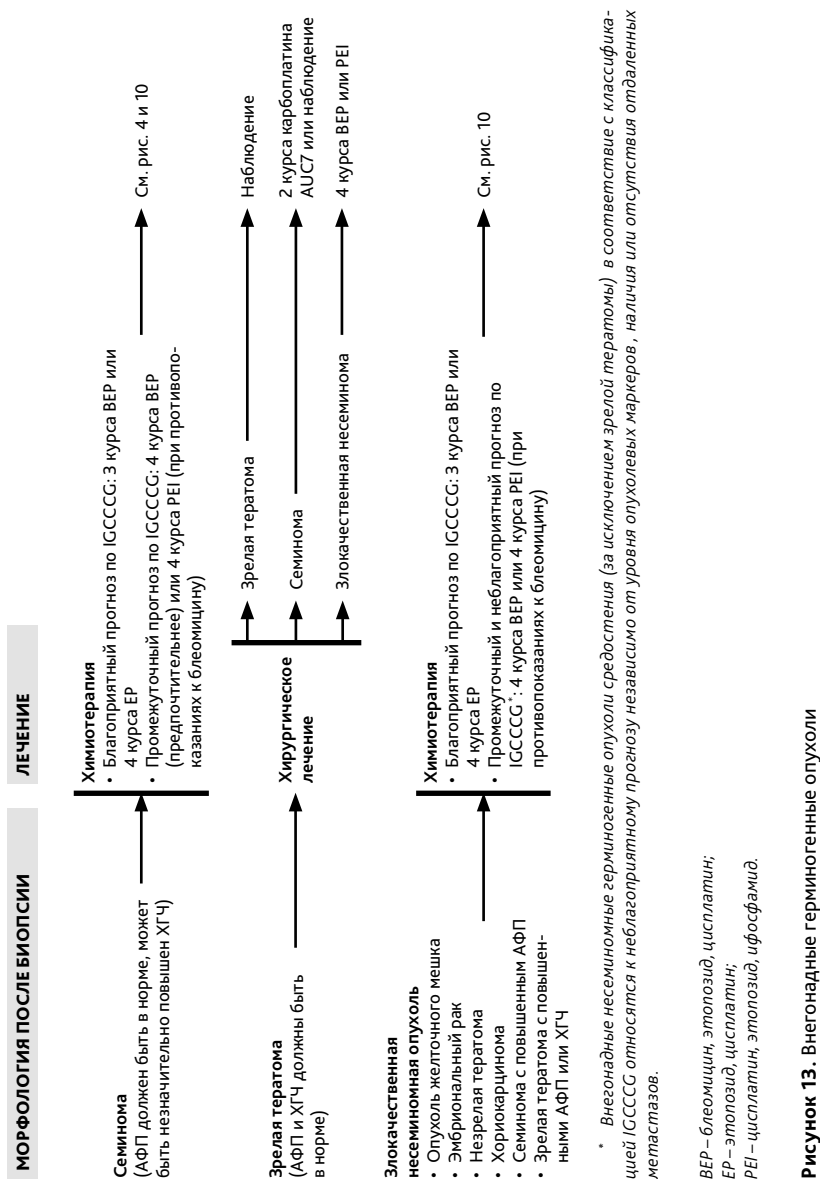 МОРФОЛОГИЯ ПОСЛЕ БИОПСИИ
ЛЕЧЕНИЕ
Семинома
(АФП должен быть в норме, может
быть незначительно повышен ХГЧ)
Химиотерапия
• Благоприятный прогноз по IGCCCG: 3 курса BEP или
4 курса EP
• Промежуточный прогноз по IGCCCG: 4 курса BEP
(предпочтительнее) или 4 курса PEI (при противопо-
казаниях к блеомицину)
См. рис. 4 и 10
Зрелая тератома
(АФП и ХГЧ должны быть
в норме)
Хирургическое
лечение
Зрелая тератома
Наблюдение
Семинома
2 курса карбоплатина
AUC7 или наблюдение
Злокачественная несеминома
4 курса BEP или PEI
Злокачественная
несеминомная опухоль
• Опухоль желточного мешка
• Эмбриональный рак
• Незрелая тератома
• Хориокарцинома
• Семинома с повышенным АФП
• Зрелая тератома с повышен-
ными АФП или ХГЧ
Химиотерапия
• Благоприятный прогноз по IGCCCG: 3 курса BEP или
4 курса EP
• Промежуточный и неблагоприятный прогноз по
IGCCCG*: 4 курса BEP или 4 курса PEI (при
противопоказаниях к блеомицину)
См. рис. 10
* Внегонадные несеминомные герминогенные опухоли средостения (за исключением зрелой тератомы) в соответствие с классифика-
цией IGCCCG относятся к неблагоприятному прогнозу независимо от уровня опухолевых маркеров, наличия или отсутствия отдаленных
метастазов.
BEP – блеомицин, этопозид, цисплатин;
EP – этопозид, цисплатин;
PEI – цисплатин, этопозид, ифосфамид.
Рисунок 13. Внегонадные герминогенные опухоли